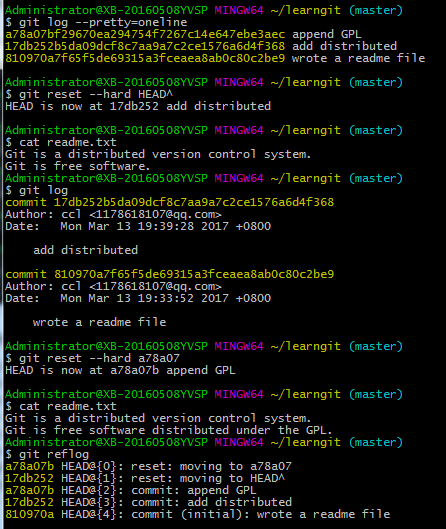 Administrator@XB-20160508YVSP MINGW64 ~/learngit (master)
$ git log --pretty=oneline
a78a07bf29670ea294754f7267c14e647ebe3aec append GPL
17db252b5da09dcf8c7aa9a7c2ce1576a6d4f368 add distributed
810970a7f65f5de69315a3fceaea8ab0c80c2be9 wrote a readme file
Administrator@XB-20160508YVSP MINGW64 ~/learngit (master)
$ git reset --hard HEAD^
HEAD is now at 17db252 add distributed
Administrator@XB-20160508YVSP MINGW64 ~/learngit (master)
$ cat readme.txt
Git is a distributed version control system.
Git is free software.
Administrator@XB-20160508YVSP MINGW64 ~/learngit (master)
$ git log
commit 17db252b5da09dcf8c7aa9a7c2ce1576a6d4f368
Author: ccl <1178618107@qq.com>
Date:   Mon Mar 13 19:39:28 2017 +0800
add distributed
commit 810970a7f65f5de69315a3fceaea8ab0c80c2be9
Author: ccl <1178618107@qq.com>
Date:   Mon Mar 13 19:33:52 2017 +0800
wrote a readme file
Administrator@XB-20160508YVSP MINGW64 ~/learngit (master)
$ git reset --hard a78a07
HEAD is now at a78a07b append GPL
Administrator@XB-20160508YVSP MINGW64 ~/learngit (master)
$ cat readme.txt
Git is a distributed version control system.
Git is free software distributed under the GPL.
Administrator@XB-20160508YVSP MINGW64 ~/learngit (master)
$ git reflog
a78a07b HEAD@{0}: reset: moving to a78a07
17db252 HEAD@{1}: reset: moving to HEAD^
a78a07b HEAD@{2}: commit: append GPL
17db252 HEAD@{3}: commit: add distributed
810970a HEAD@{4}: commit (initial): wrote a readme file